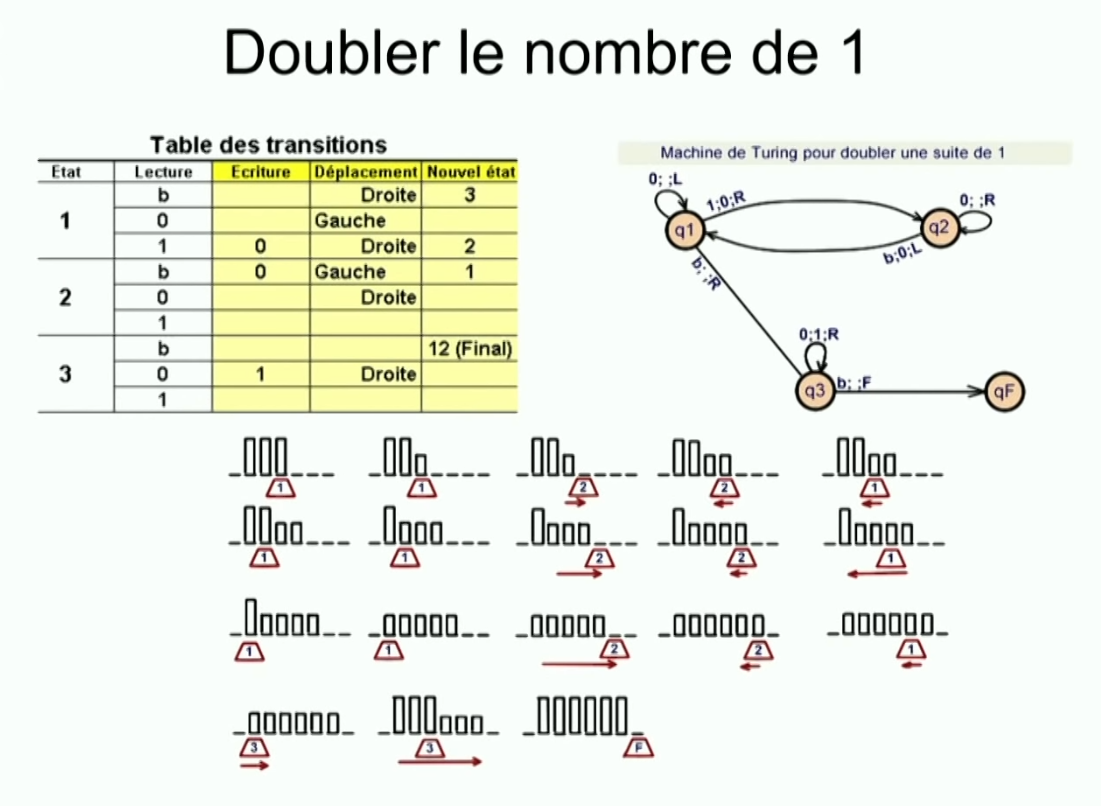 Doubler le nombre de 1
Table des transitions
Etat Lecture Ecriture Déplacement Nouvel état
b Droite 3
1 0 Gauche
1 0 Droite 2
b 0 Gauche 1
2 0 Droite
1
b 12 (Final)
3 0 1 Droite
1
Machine de Turing pour doubler une suite de 1
0; ;L
1;0;R
0; ;R
q1
q2
b;0;L
b; ;R
0;1;R
q3
b; ;F
qF
1 1 2 2 1
1 1 2 2 1
1 1 2 2 1
3 3 F